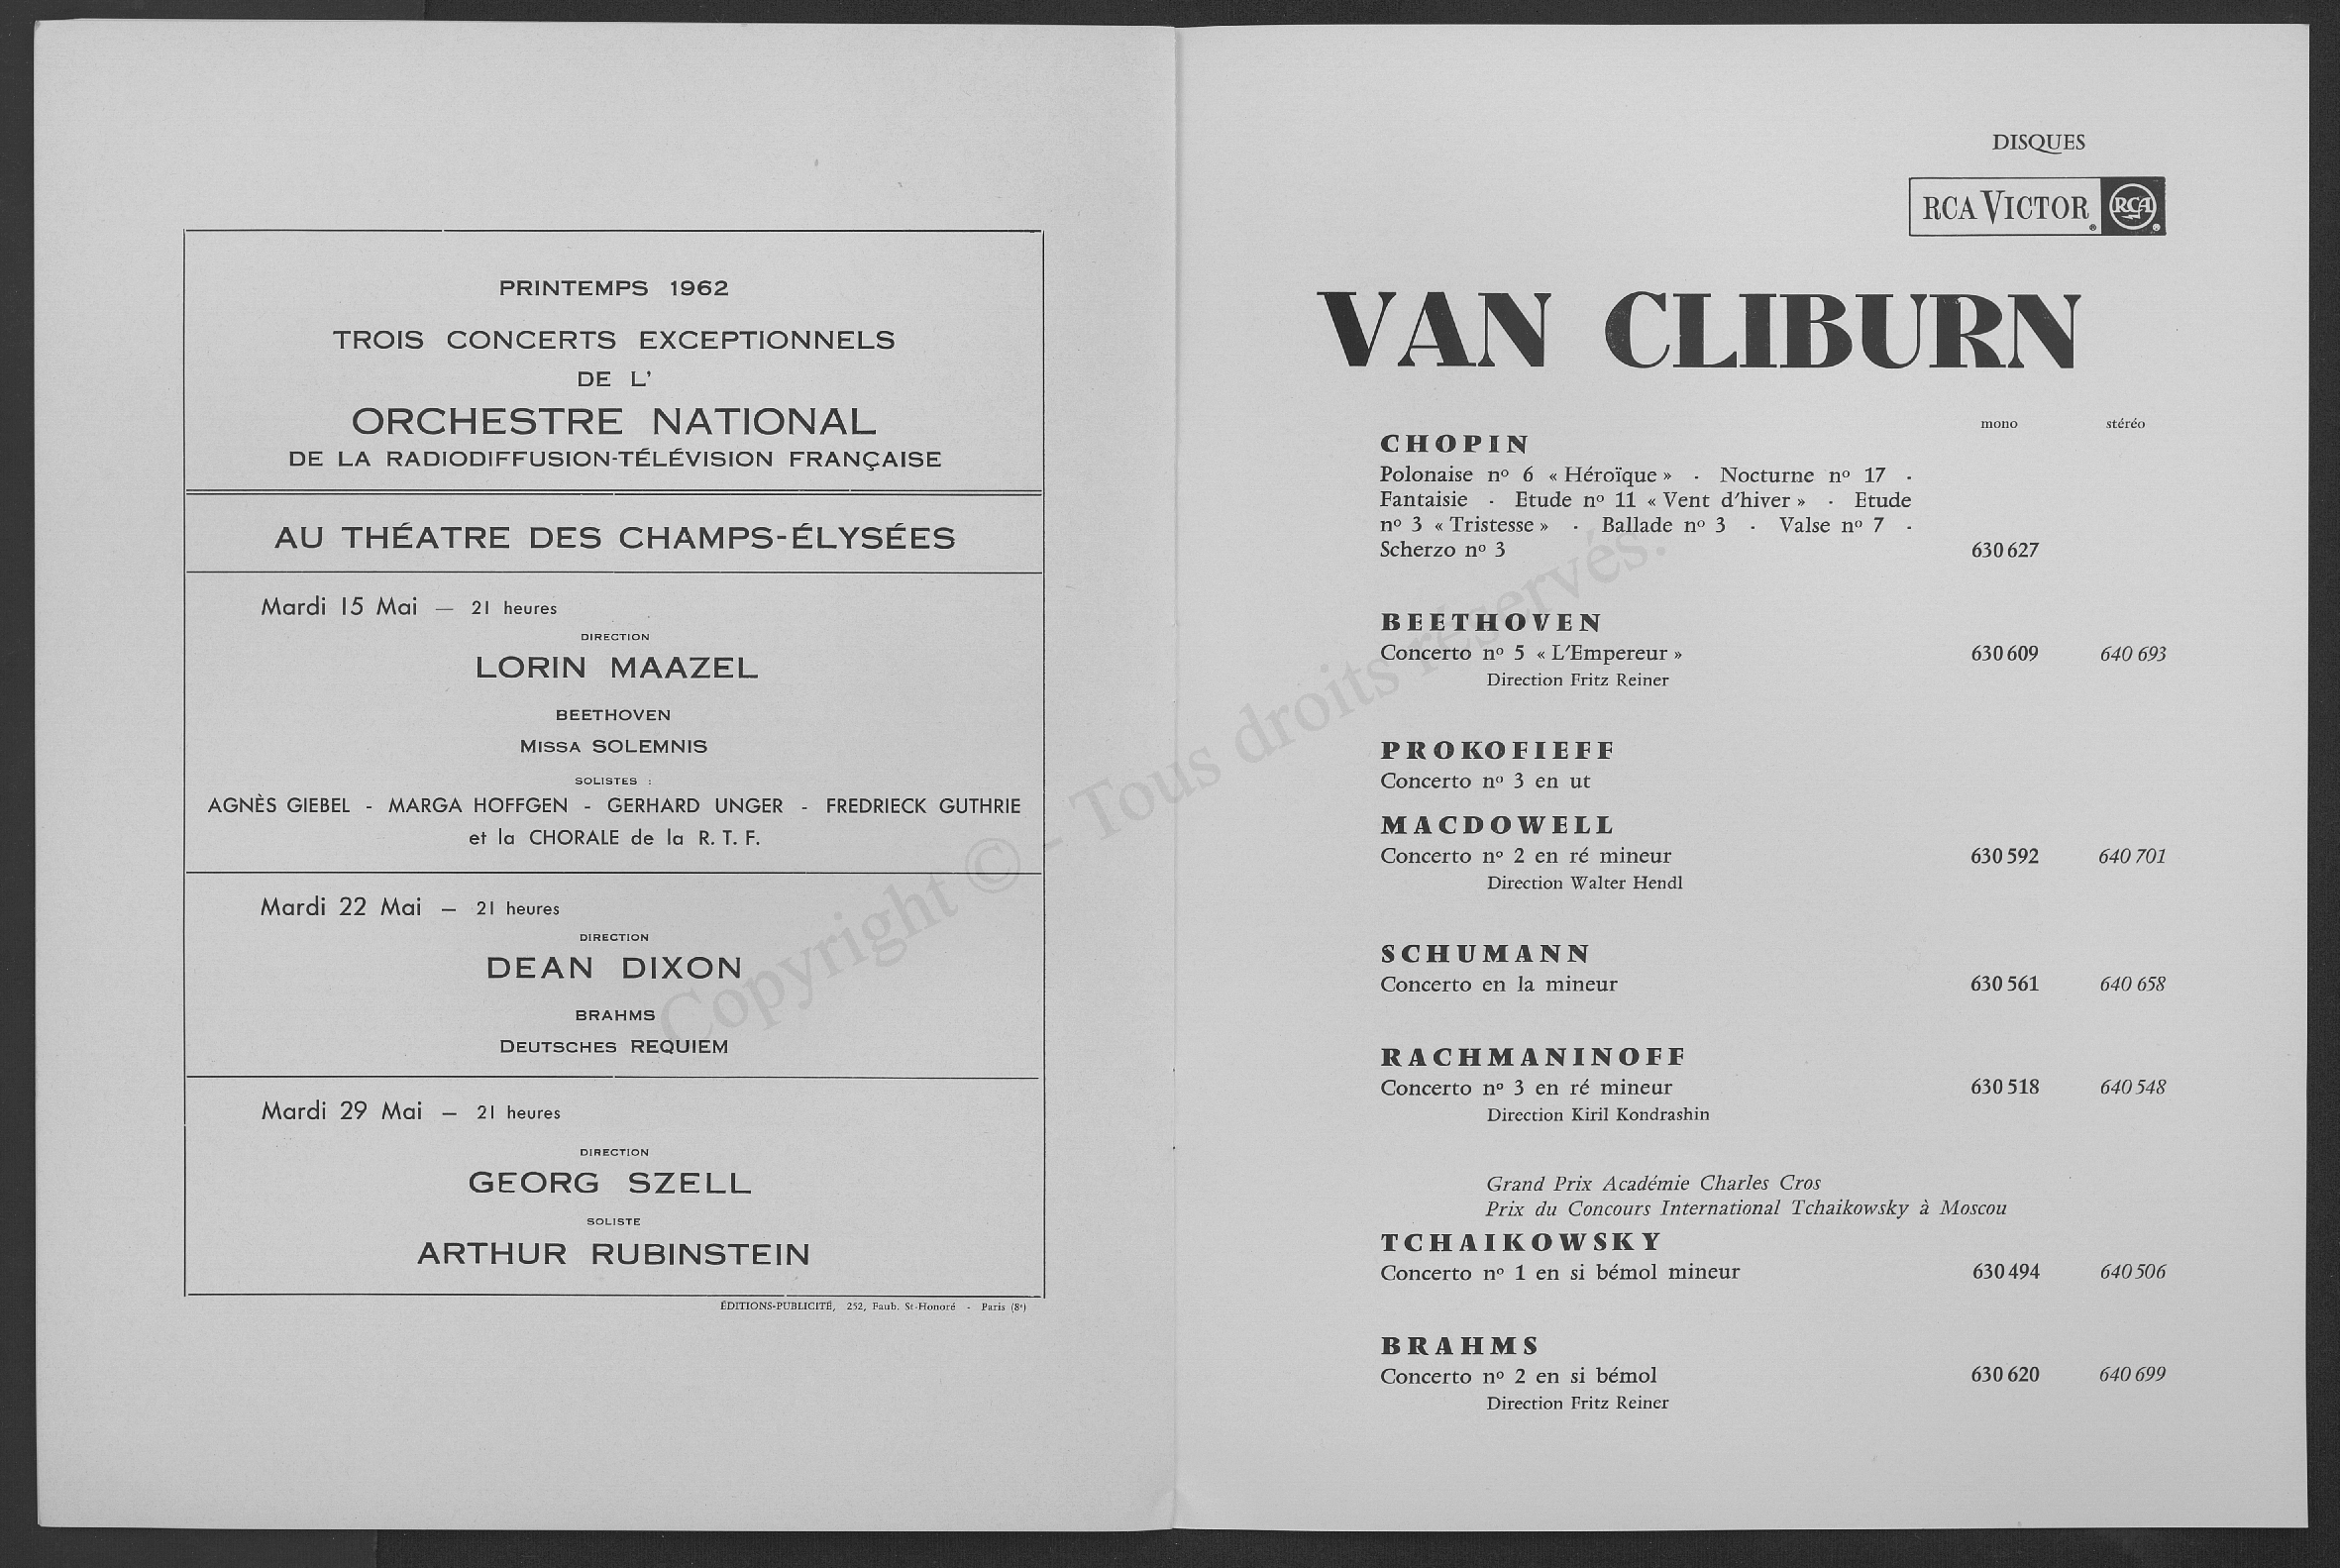 PRINTEMPS 1962
TROIS CONCERTS EXCEPTIONNELS
DE L'
ORCHESTRE NATIONAL
DE LA RADIODIFFUSION-TÉLÉVISION FRANÇAISE
AU THÉATRE DES CHAMPS-ÉLYSÉES
Mardi 15 Mai — 21 heures
DIRECTION
LORIN MAAZEL
BEETHOVEN
MISSA SOLEMNIS
SOLISTES :
AGNÈS GIEBEL - MARGA HOFFGEN - GERHARD UNGER - FREDRIECK GUTHRIE
et la CHORALE de la R. T. F.
Mardi 22 Mai — 21 heures
DIRECTION
DEAN DIXON
BRAHMS
DEUTSCHES REQUIEM
Mardi 29 Mai — 21 heures
DIRECTION
GEORG SZELL
SOLISTE
ARTHUR RUBINSTEIN
ÉDITIONS-PUBLICITÉ, 252, Faub. St-Honoré - Paris (8e)
DISQUES
RCA VICTOR RCA
VAN CLIBURN
mono stéréo
CHOPIN
Polonaise nº 6 « Héroïque » · Nocturne nº 17 ·
Fantaisie · Etude nº 11 « Vent d'hiver » · Etude
nº 3 « Tristesse » · Ballade nº 3 · Valse nº 7 ·
Scherzo nº 3 630 627
BEETHOVEN
Concerto nº 5 « L'Empereur » 630 609 640 693
Direction Fritz Reiner
PROKOFIEFF
Concerto nº 3 en ut
MACDOWELL
Concerto nº 2 en ré mineur 630 592 640 701
Direction Walter Hendl
SCHUMANN
Concerto en la mineur 630 561 640 658
RACHMANINOFF
Concerto nº 3 en ré mineur 630 518 640 548
Direction Kiril Kondrashin
Grand Prix Académie Charles Cros
Prix du Concours International Tchaikowsky à Moscou
TCHAIKOWSKY
Concerto nº 1 en si bémol mineur 630 494 640 506
BRAHMS
Concerto nº 2 en si bémol 630 620 640 699
Direction Fritz Reiner
Copyright © - Tous droits réservés.